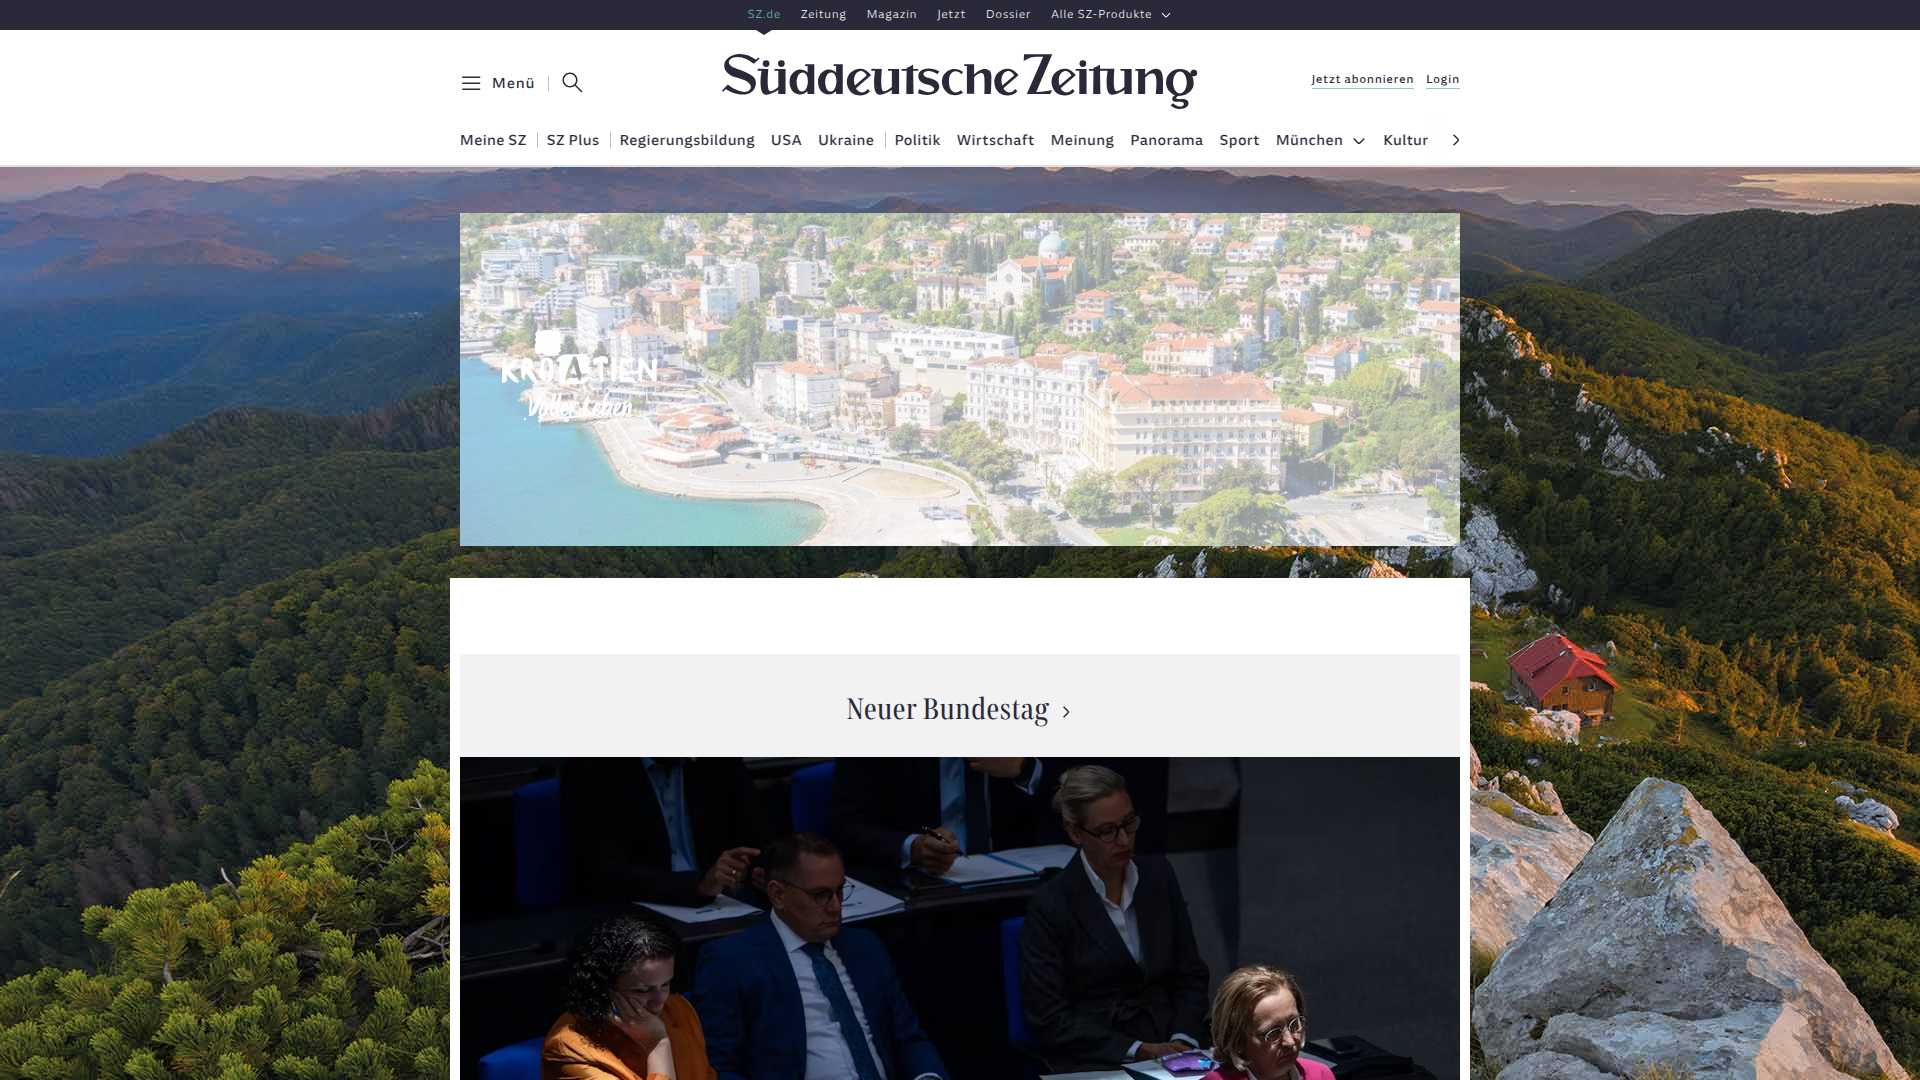 SZ.de Zeitung Magazin Jetzt Dossier Alle SZ-Produkte
Menü
Süddeutsche Zeitung
Jetzt abonnieren Login
Meine SZ SZ Plus Regierungsbildung USA Ukraine Politik Wirtschaft Meinung Panorama Sport München Kultur
KROATIEN
Voller Leben
Neuer Bundestag